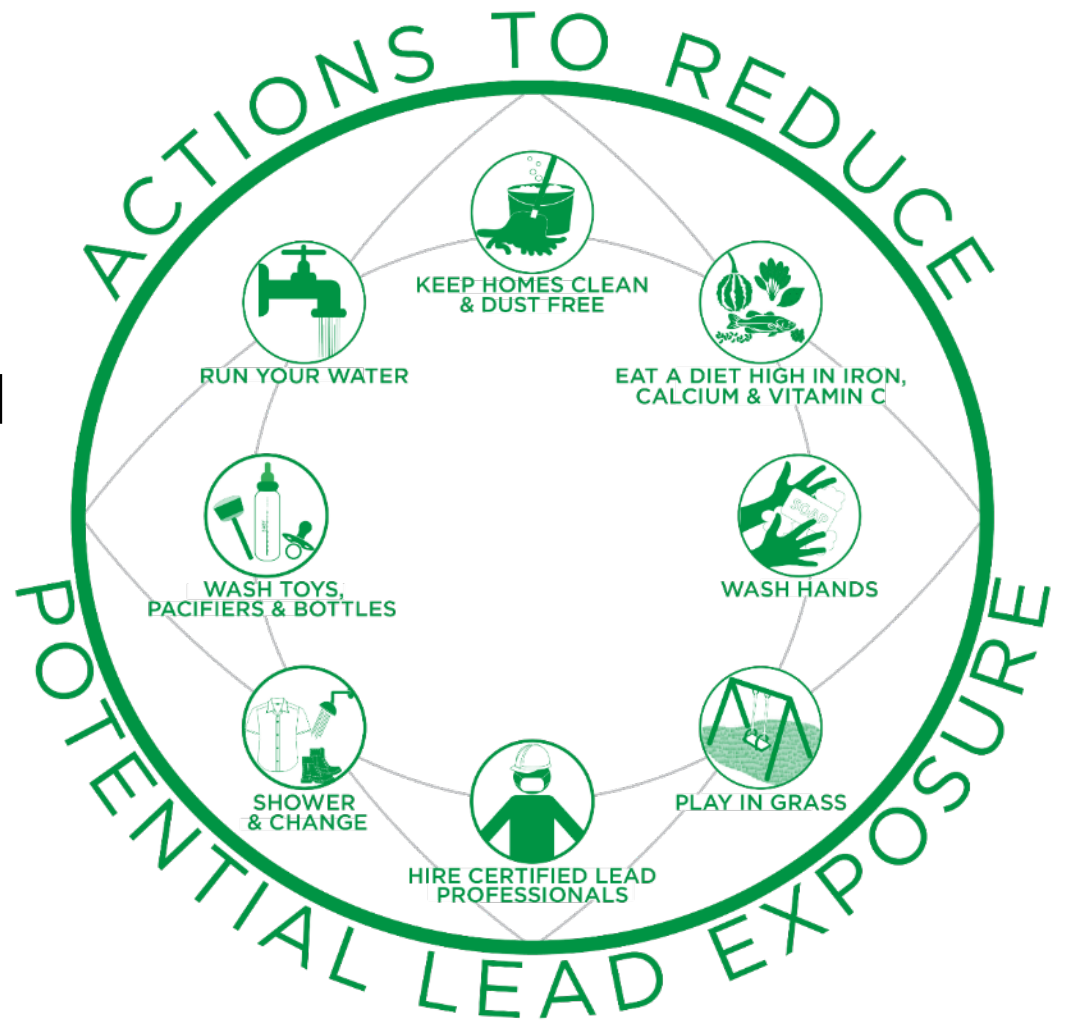 ACTIONS TO REDUCE
KEEP HOMES CLEAN
& DUST FREE
EAT A DIET HIGH IN IRON,
CALCIUM & VITAMIN C
SOAP
WASH HANDS
PLAY IN GRASS
HIRE CERTIFIED LEAD
PROFESSIONALS
SHOWER
& CHANGE
WASH TOYS,
PACIFIERS & BOTTLES
RUN YOUR WATER
POTENTIAL LEAD EXPOSURE